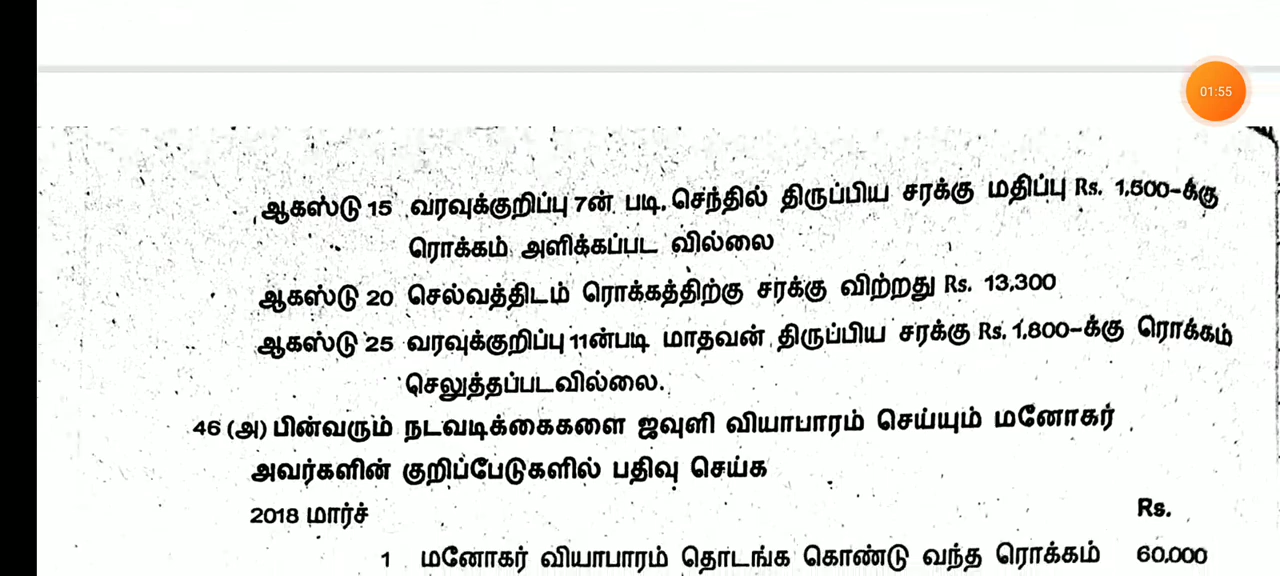 01:55
ஆகஸ்டு 15 வரவுக்குறிப்பு 7ன் படி, செந்தில் திருப்பிய சரக்கு மதிப்பு Rs. 1,500-க்கு
ரொக்கம் அளிக்கப்பட வில்லை
ஆகஸ்டு 20 செல்வத்திடம் ரொக்கத்திற்கு சரக்கு விற்றது Rs. 13,300
ஆகஸ்டு 25 வரவுக்குறிப்பு 11ன்படி மாதவன் திருப்பிய சரக்கு Rs. 1,800-க்கு ரொக்கம்
செலுத்தப்படவில்லை.
46 (அ) பின்வரும் நடவடிக்கைகளை ஜவுளி வியாபாரம் செய்யும் மனோகர்
அவர்களின் குறிப்பேடுகளில் பதிவு செய்க
2018 மார்ச் Rs.
1 மனோகர் வியாபாரம் தொடங்க கொண்டு வந்த ரொக்கம் 60.000